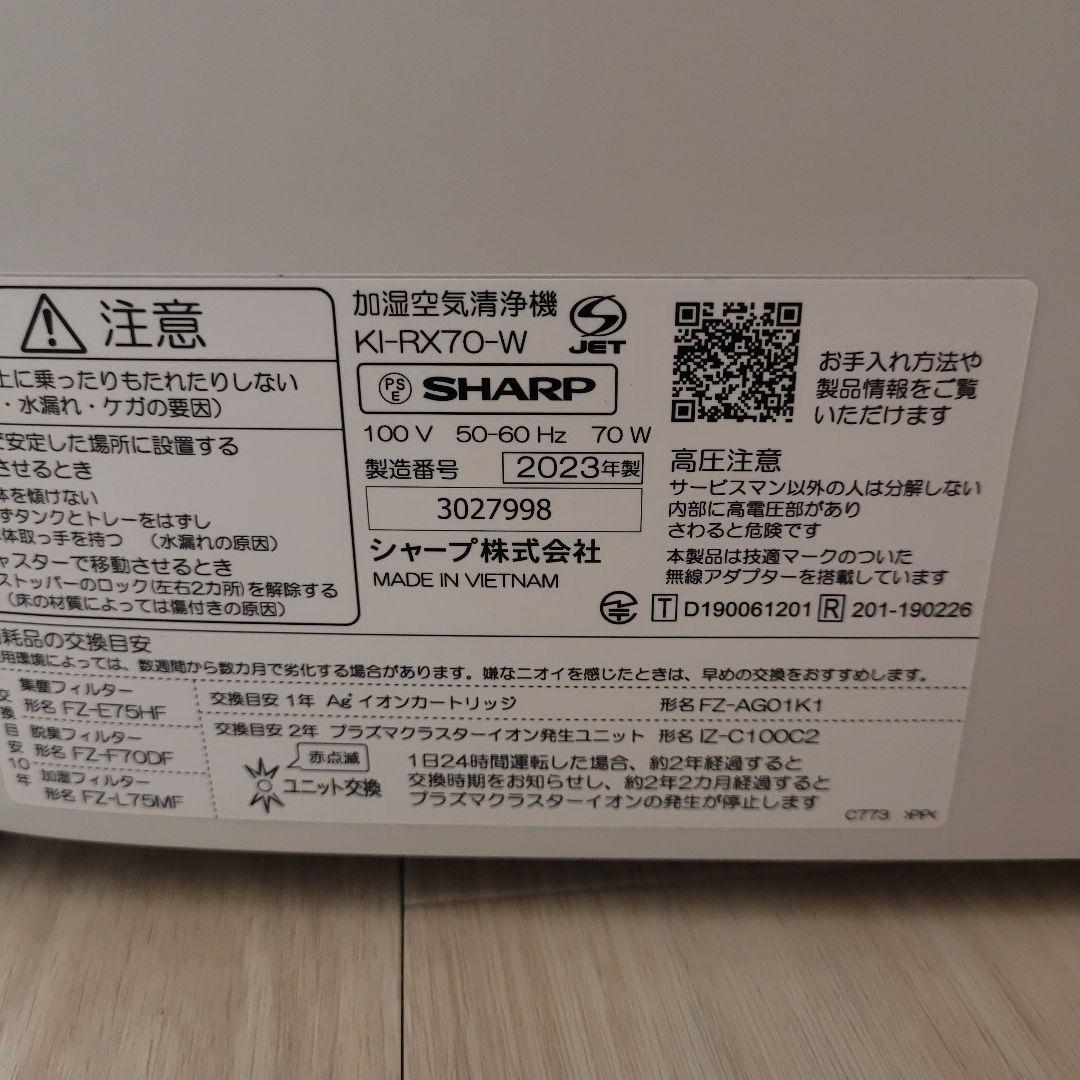 注意
上に乗ったりもたれたりしない
・水漏れ・ケガの要因)
安定した場所に設置する
させるとき
体を傾けない
ずタンクとトレーをはずし
体取っ手を持つ (水漏れの原因)
ャスターで移動させるとき
ストッパーのロック(左右2カ所)を解除する
(床の材質によっては傷付きの原因)
加湿空気清浄機
KI-RX70-W
JET
PSE SHARP
100 V 50-60 Hz 70 W
製造番号 2023年製
3027998
シャープ株式会社
MADE IN VIETNAM
お手入れ方法や
製品情報をご覧
いただけます
高圧注意
サービスマン以外の人は分解しない
内部に高電圧部があり
さわると危険です
本製品は技適マークのついた
無線アダプターを搭載しています
T D190061201 R 201-190226
耗品の交換目安
用環境によっては、数週間から数カ月で劣化する場合があります。嫌なニオイを感じたときは、早めの交換をおすすめします。
交換目安10年
集塵フィルター
形名 FZ-E75HF
脱臭フィルター
形名 FZ-F70DF
加湿フィルター
形名 FZ-L75MF
交換目安 1年 Ag+イオンカートリッジ 形名 FZ-AG01K1
交換目安 2年 プラズマクラスターイオン発生ユニット 形名 IZ-C100C2
赤点滅
ユニット交換
1日24時間運転した場合、約2年経過すると
交換時期をお知らせし、約2年2カ月経過すると
プラズマクラスターイオンの発生が停止します
C773 >PP<